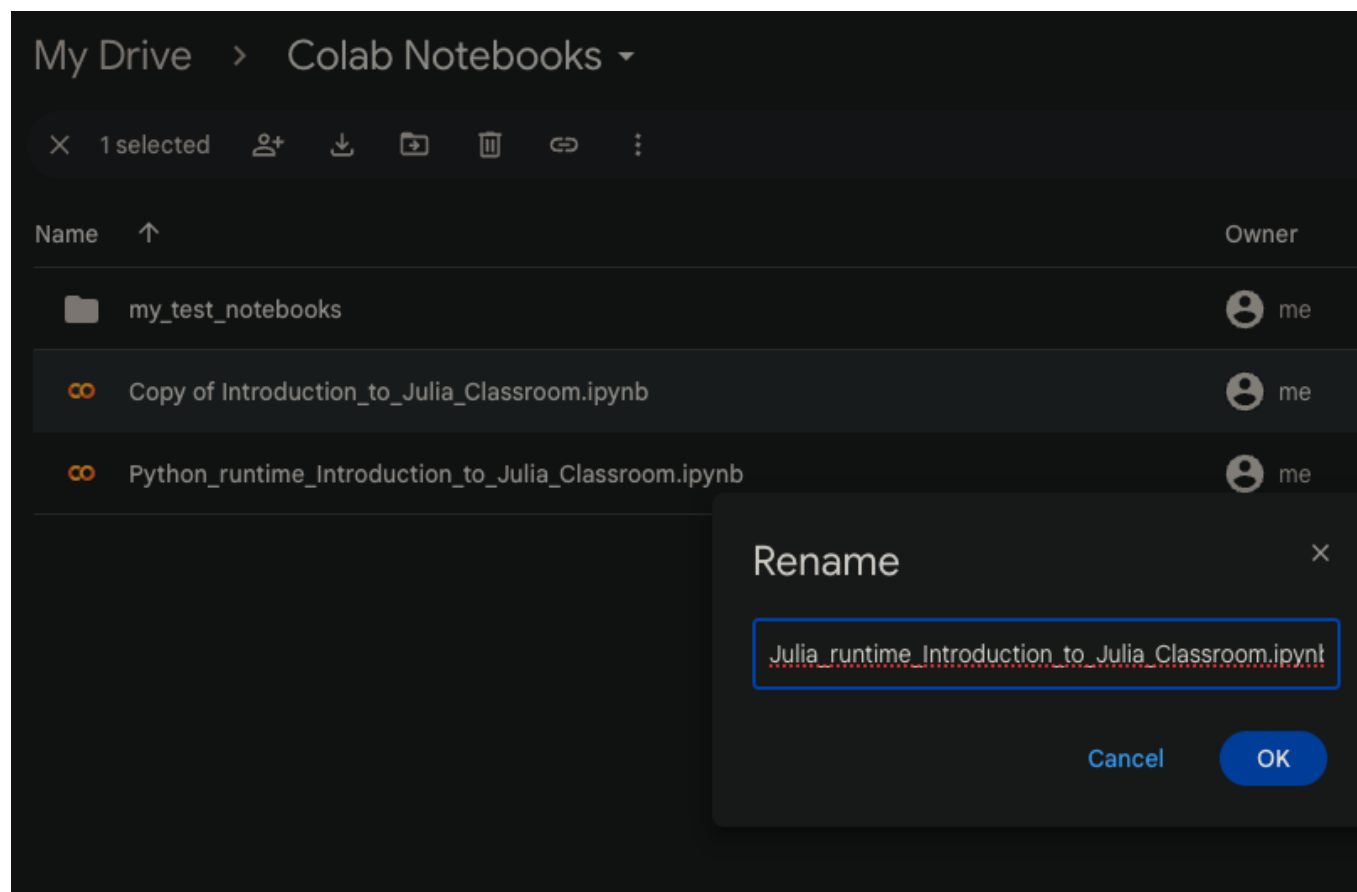 My Drive > Colab Notebooks
1 selected
Name Owner
my_test_notebooks me
Copy of Introduction_to_Julia_Classroom.ipynb me
Python_runtime_Introduction_to_Julia_Classroom.ipynb me
Rename
Julia_runtime_Introduction_to_Julia_Classroom.ipynb
Cancel OK